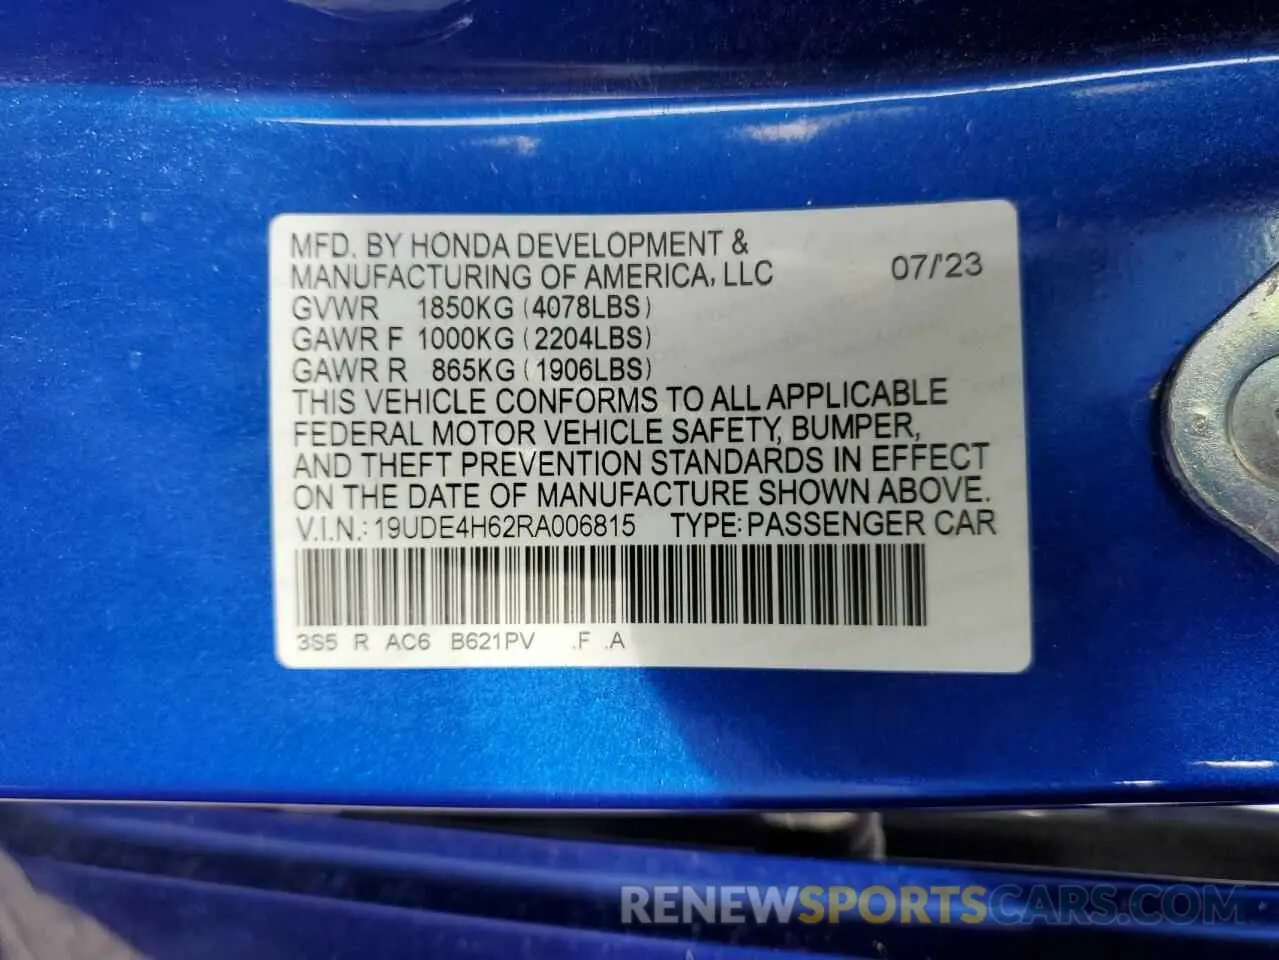 MFD. BY HONDA DEVELOPMENT &
MANUFACTURING OF AMERICA, LLC 07/'23
GVWR 1850KG (4078LBS)
GAWR F 1000KG (2204LBS)
GAWR R 865KG (1906LBS)
THIS VEHICLE CONFORMS TO ALL APPLICABLE
FEDERAL MOTOR VEHICLE SAFETY, BUMPER,
AND THEFT PREVENTION STANDARDS IN EFFECT
ON THE DATE OF MANUFACTURE SHOWN ABOVE.
V.I.N.: 19UDE4H62RA006815 TYPE: PASSENGER CAR
3S5 R AC6 B621PV .F .A
RENEWSPORTSCARS.COM